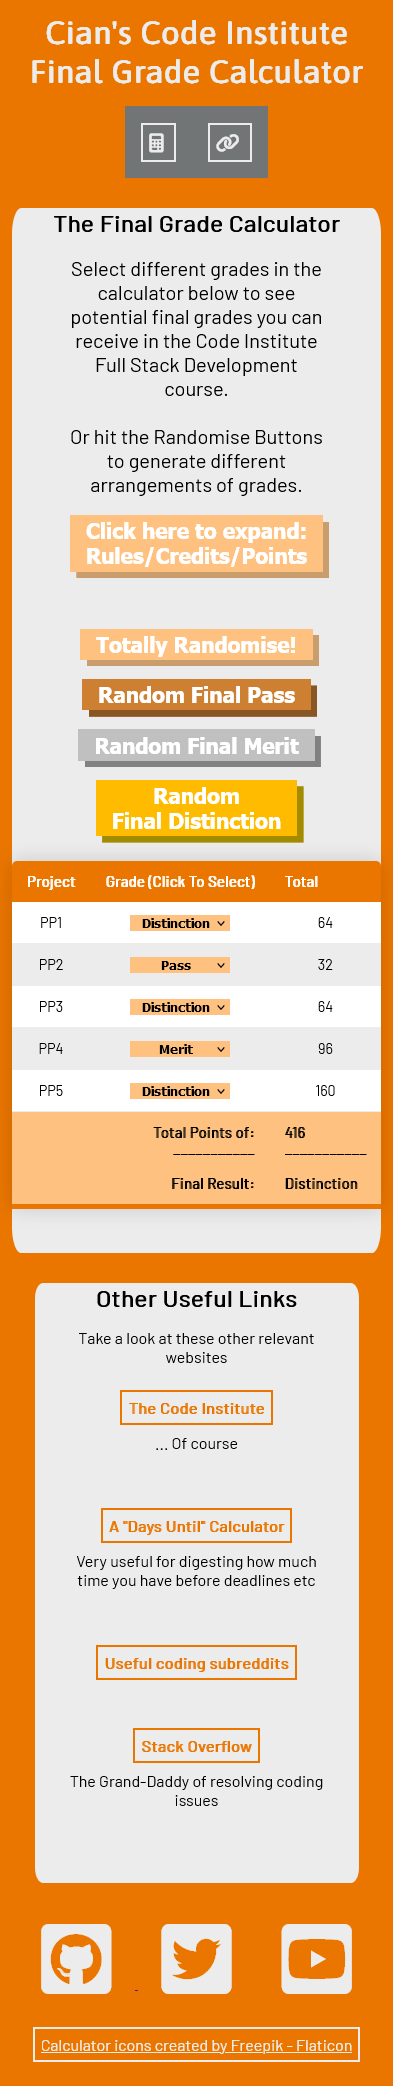 Cian's Code Institute
Final Grade Calculator
The Final Grade Calculator
Select different grades in the
calculator below to see
potential final grades you can
receive in the Code Institute
Full Stack Development
course.
Or hit the Randomise Buttons
to generate different
arrangements of grades.
Click here to expand:
Rules/Credits/Points
Totally Randomise!
Random Final Pass
Random Final Merit
Random
Final Distinction
Project Grade (Click To Select) Total
PP1 Distinction 64
PP2 Pass 32
PP3 Distinction 64
PP4 Merit 96
PP5 Distinction 160
Total Points of: 416
___________ ___________
Final Result: Distinction
Other Useful Links
Take a look at these other relevant
websites
The Code Institute
... Of course
A "Days Until" Calculator
Very useful for digesting how much
time you have before deadlines etc
Useful coding subreddits
Stack Overflow
The Grand-Daddy of resolving coding
issues
Calculator icons created by Freepik - Flaticon